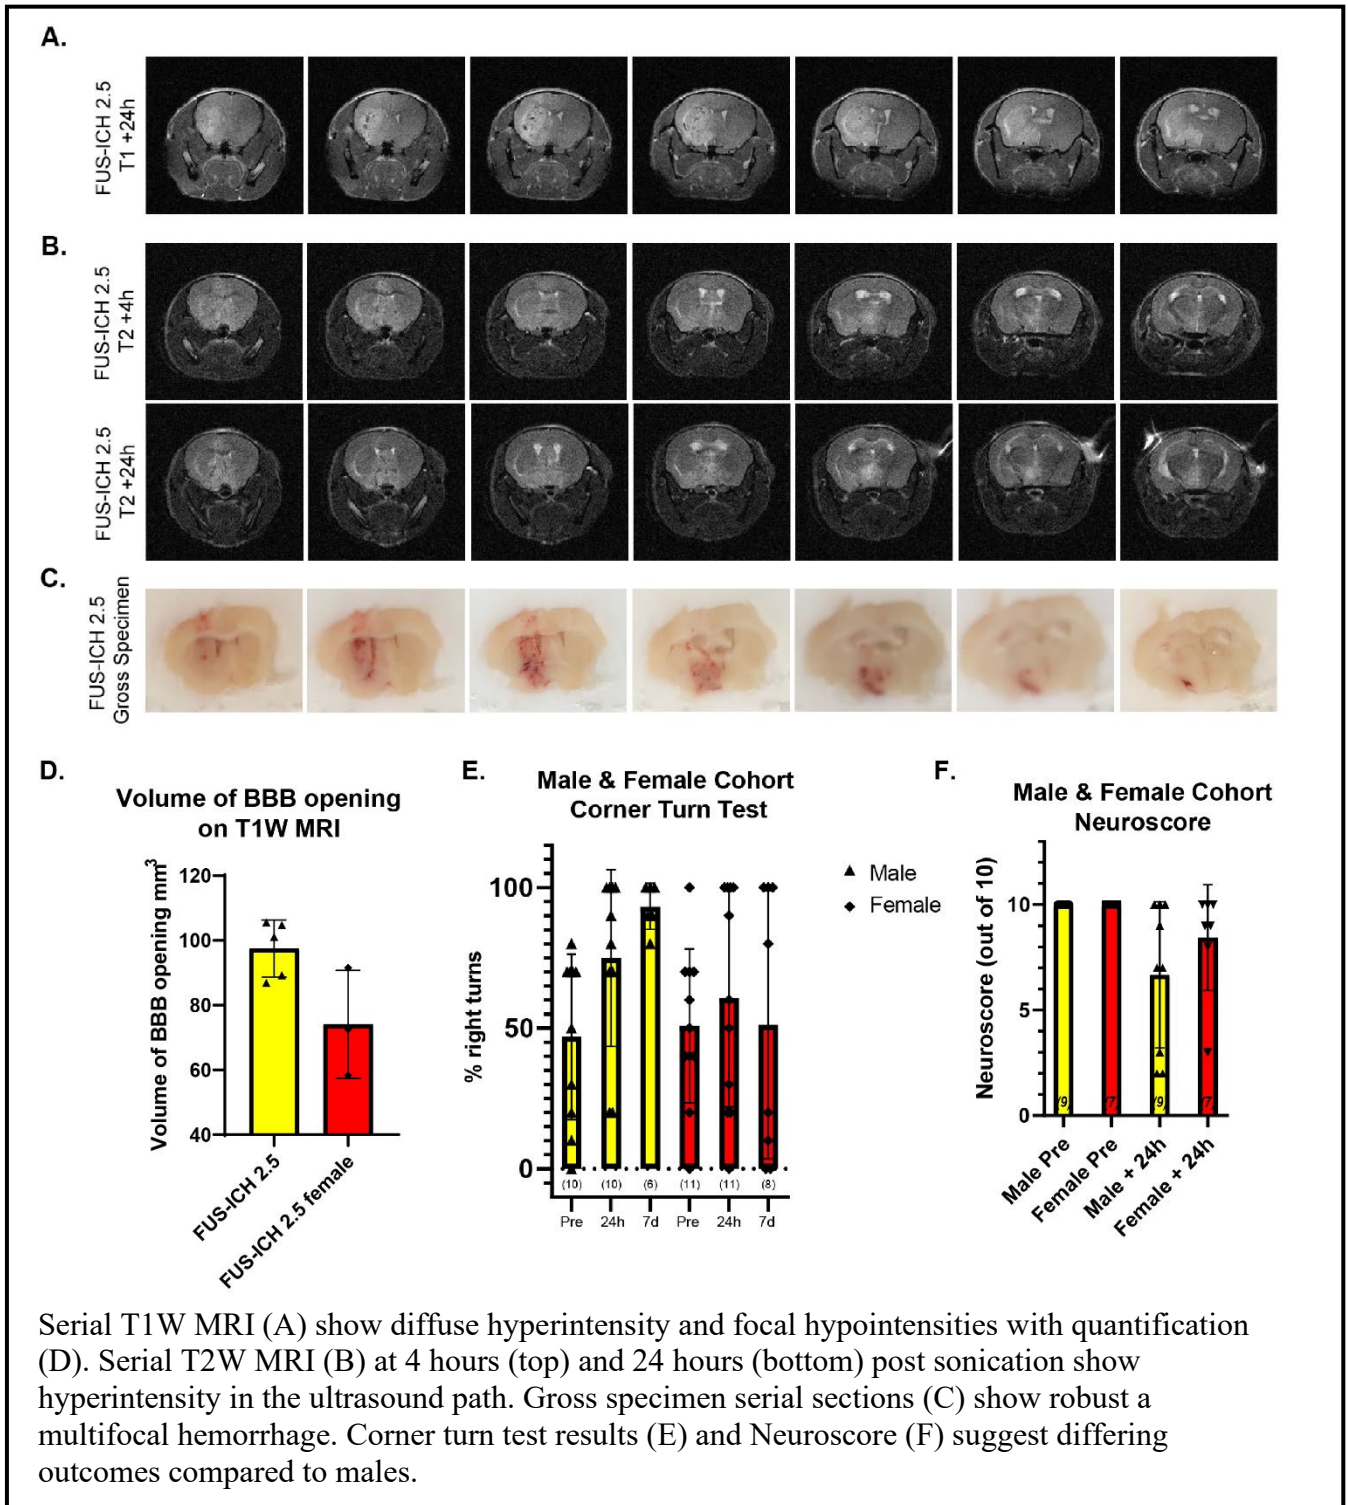 A.
FUS-ICH 2.5
T1 +24h
B.
FUS-ICH 2.5
T2 +4h
FUS-ICH 2.5
T2 +24h
C.
FUS-ICH 2.5
Gross Specimen
D.
Volume of BBB opening
on T1W MRI
Volume of BBB opening mm3
120
100
80
60
40
FUS-ICH 2.5
FUS-ICH 2.5 female
E.
Male & Female Cohort
Corner Turn Test
% right turns
100
50
0
(10)
(10)
(6)
(11)
(11)
(8)
Pre
24h
7d
Pre
24h
7d
Male
Female
F.
Male & Female Cohort
Neuroscore
Neuroscore (out of 10)
10
5
0
(9)
(7)
(9)
(7)
Male Pre
Female Pre
Male + 24h
Female + 24h
Serial T1W MRI (A) show diffuse hyperintensity and focal hypointensities with quantification
(D). Serial T2W MRI (B) at 4 hours (top) and 24 hours (bottom) post sonication show
hyperintensity in the ultrasound path. Gross specimen serial sections (C) show robust a
multifocal hemorrhage. Corner turn test results (E) and Neuroscore (F) suggest differing
outcomes compared to males.